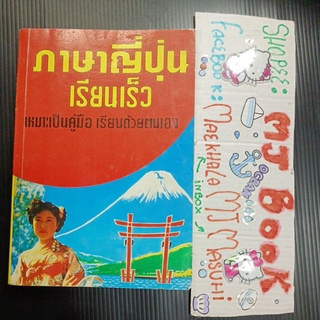 ภาษาญี่ปุ่น
เรียนเร็ว
เหมาะเป็นคู่มือ เรียนด้วยตนเอง
SHOPEE:
MJ BOOK
FACEBOOK:
MAEKHALA MJ MASUTHI
INBOX